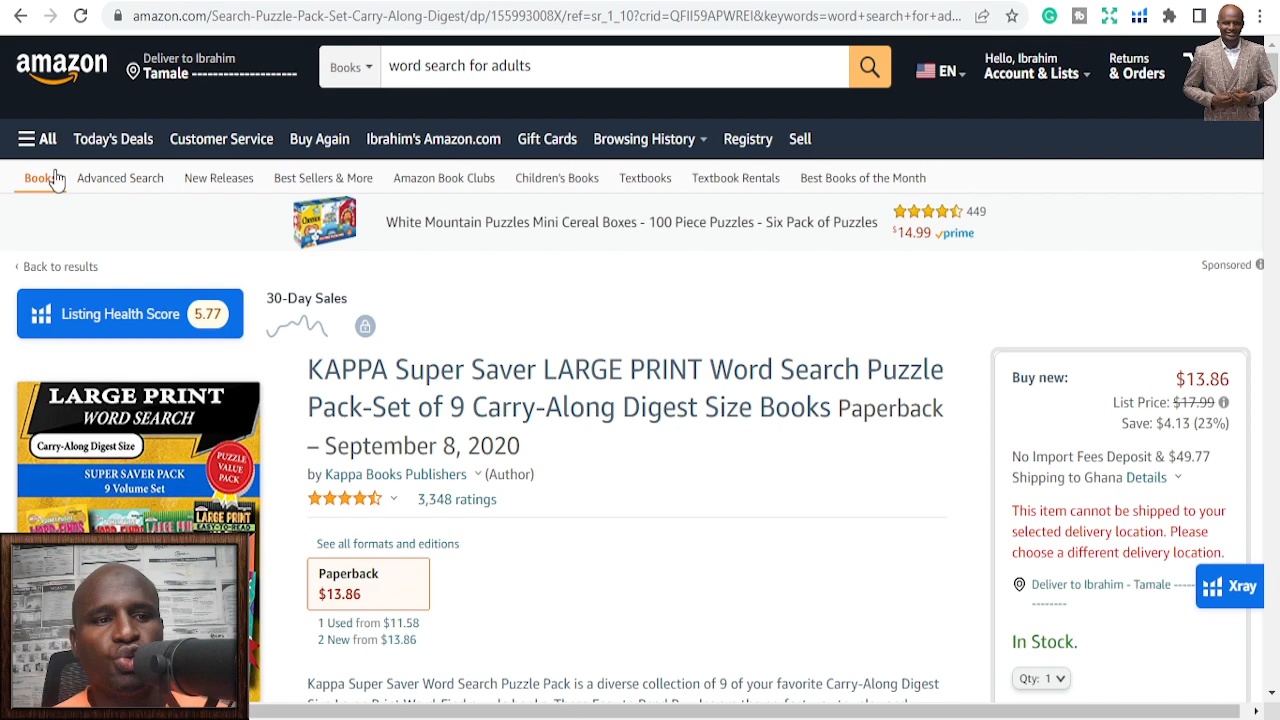 amazon.com/Search-Puzzle-Pack-Set-Carry-Along-Digest/dp/155993008X/ref=sr_1_10?crid=QFII59APWREI&keywords=word+search+for+ad...
amazon
Deliver to Ibrahim
Tamale -----------------
Books
word search for adults
EN
Hello, Ibrahim
Account & Lists
Returns
& Orders
All
Today's Deals
Customer Service
Buy Again
Ibrahim's Amazon.com
Gift Cards
Browsing History
Registry
Sell
Books
Advanced Search
New Releases
Best Sellers & More
Amazon Book Clubs
Children's Books
Textbooks
Textbook Rentals
Best Books of the Month
White Mountain Puzzles Mini Cereal Boxes - 100 Piece Puzzles - Six Pack of Puzzles
449
$14.99 prime
‹ Back to results
Sponsored
Listing Health Score 5.77
30-Day Sales
KAPPA Super Saver LARGE PRINT Word Search Puzzle
Pack-Set of 9 Carry-Along Digest Size Books Paperback
– September 8, 2020
by Kappa Books Publishers (Author)
3,348 ratings
See all formats and editions
Paperback
$13.86
1 Used from $11.58
2 New from $13.86
Kappa Super Saver Word Search Puzzle Pack is a diverse collection of 9 of your favorite Carry-Along Digest
LARGE PRINT
WORD SEARCH
Carry-Along Digest Size
SUPER SAVER PACK
9 Volume Set
PUZZLE
VALUE
PACK
LARGE PRINT
Buy new:
$13.86
List Price: $17.99
Save: $4.13 (23%)
No Import Fees Deposit & $49.77
Shipping to Ghana Details
This item cannot be shipped to your
selected delivery location. Please
choose a different delivery location.
Deliver to Ibrahim - Tamale -----
--------
Xray
In Stock.
Qty: 1